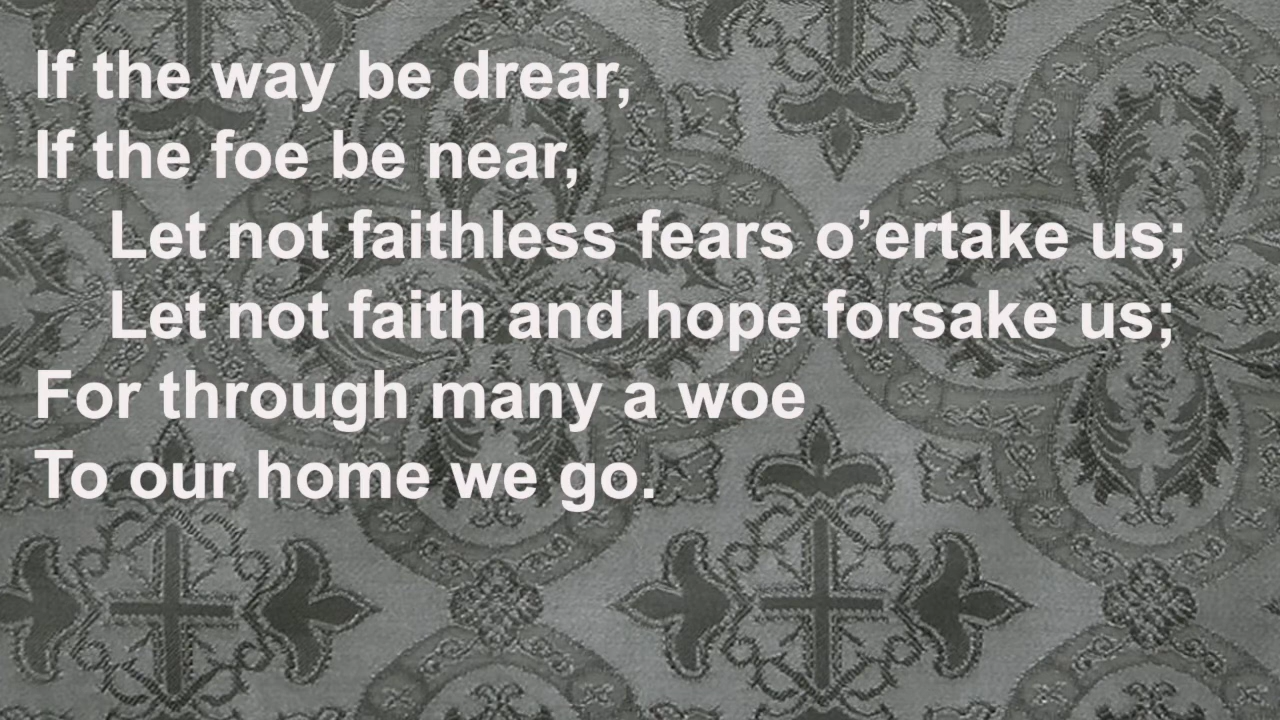 If the way be drear,
If the foe be near,
Let not faithless fears o’ertake us;
Let not faith and hope forsake us;
For through many a woe
To our home we go.